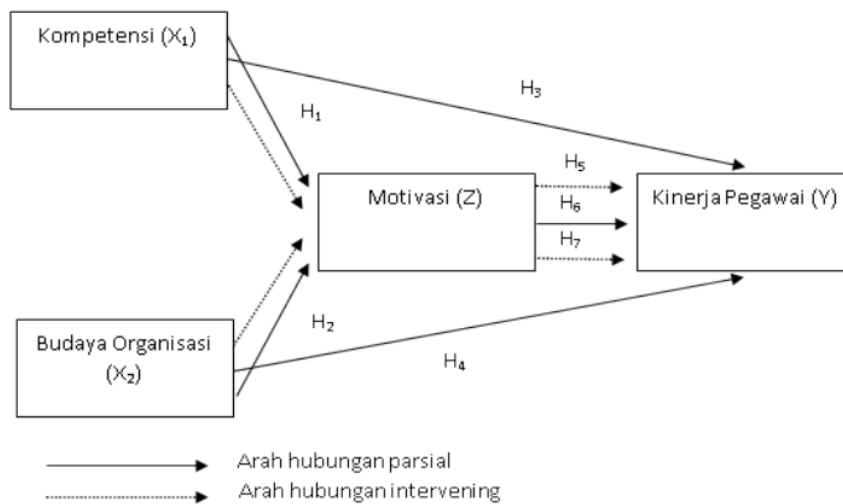 Kompetensi (X₁)
H₃
H₁
H₅
Motivasi (Z)
Kinerja Pegawai (Y)
H₆
H₇
H₂
Budaya Organisasi
(X₂)
H₄
Arah hubungan parsial
Arah hubungan intervening